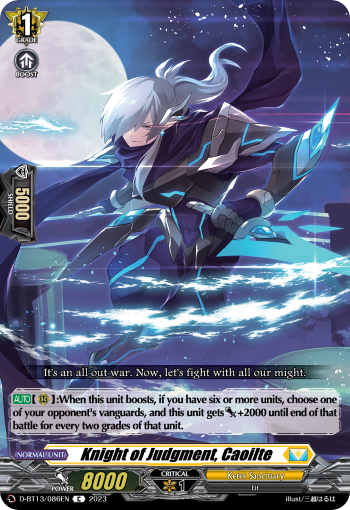 1
GRADE
BOOST
5000
SHIELD
It's an all out war. Now, let's fight with all our might.
AUTO [ ]:When this unit boosts, if you have six or more units, choose one
of your opponent's vanguards, and this unit gets +2000 until end of that
battle for every two grades of that unit.
NORMAL UNIT
Knight of Judgment, Caoilte
POWER 8000
CRITICAL
1
Keter Sanctuary
Elf
D-BT13/086EN C 2023
illust/三越はるは